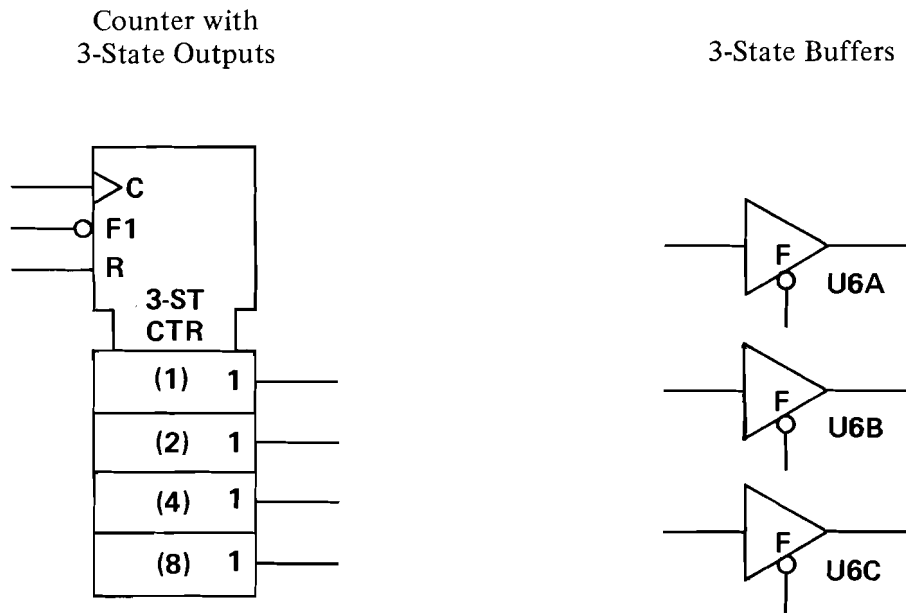 Counter with
3-State Outputs
C
F1
R
3-ST
CTR
(1) 1
(2) 1
(4) 1
(8) 1
3-State Buffers
F
U6A
F
U6B
F
U6C